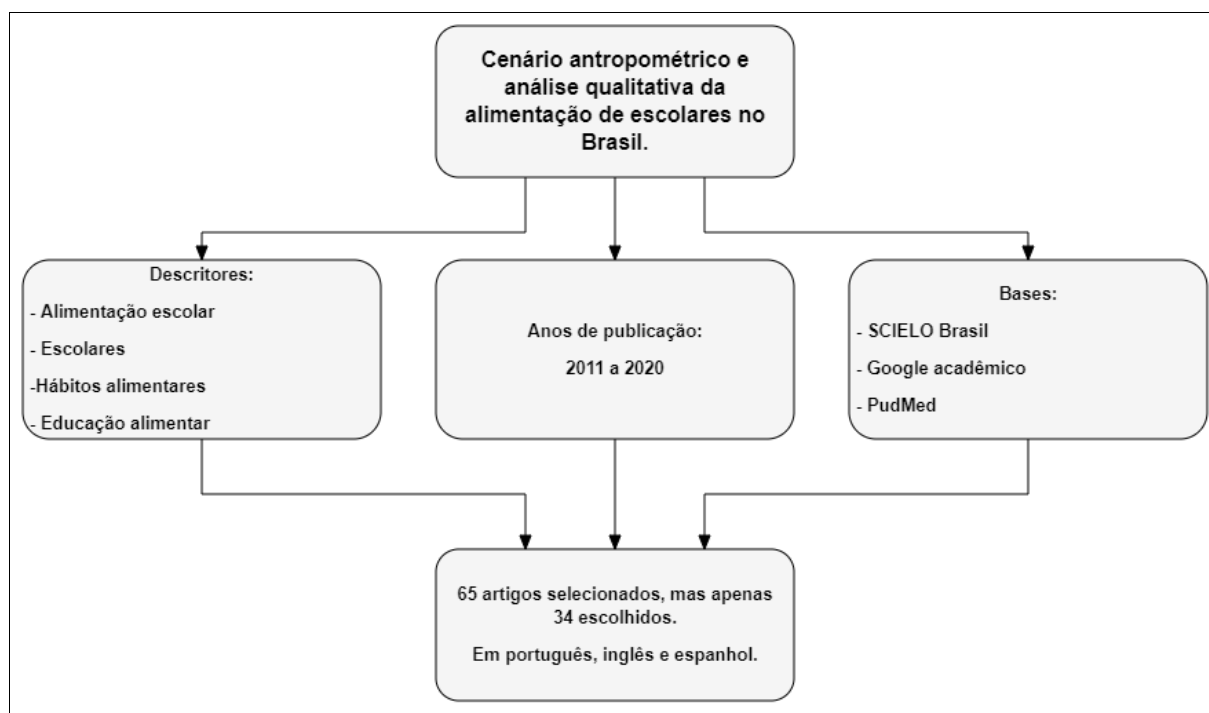 Cenário antropométrico e
análise qualitativa da
alimentação de escolares no
Brasil.
Descritores:
- Alimentação escolar
- Escolares
-Hábitos alimentares
- Educação alimentar
Anos de publicação:
2011 a 2020
Bases:
- SCIELO Brasil
- Google acadêmico
- PudMed
65 artigos selecionados, mas apenas
34 escolhidos.
Em português, inglês e espanhol.